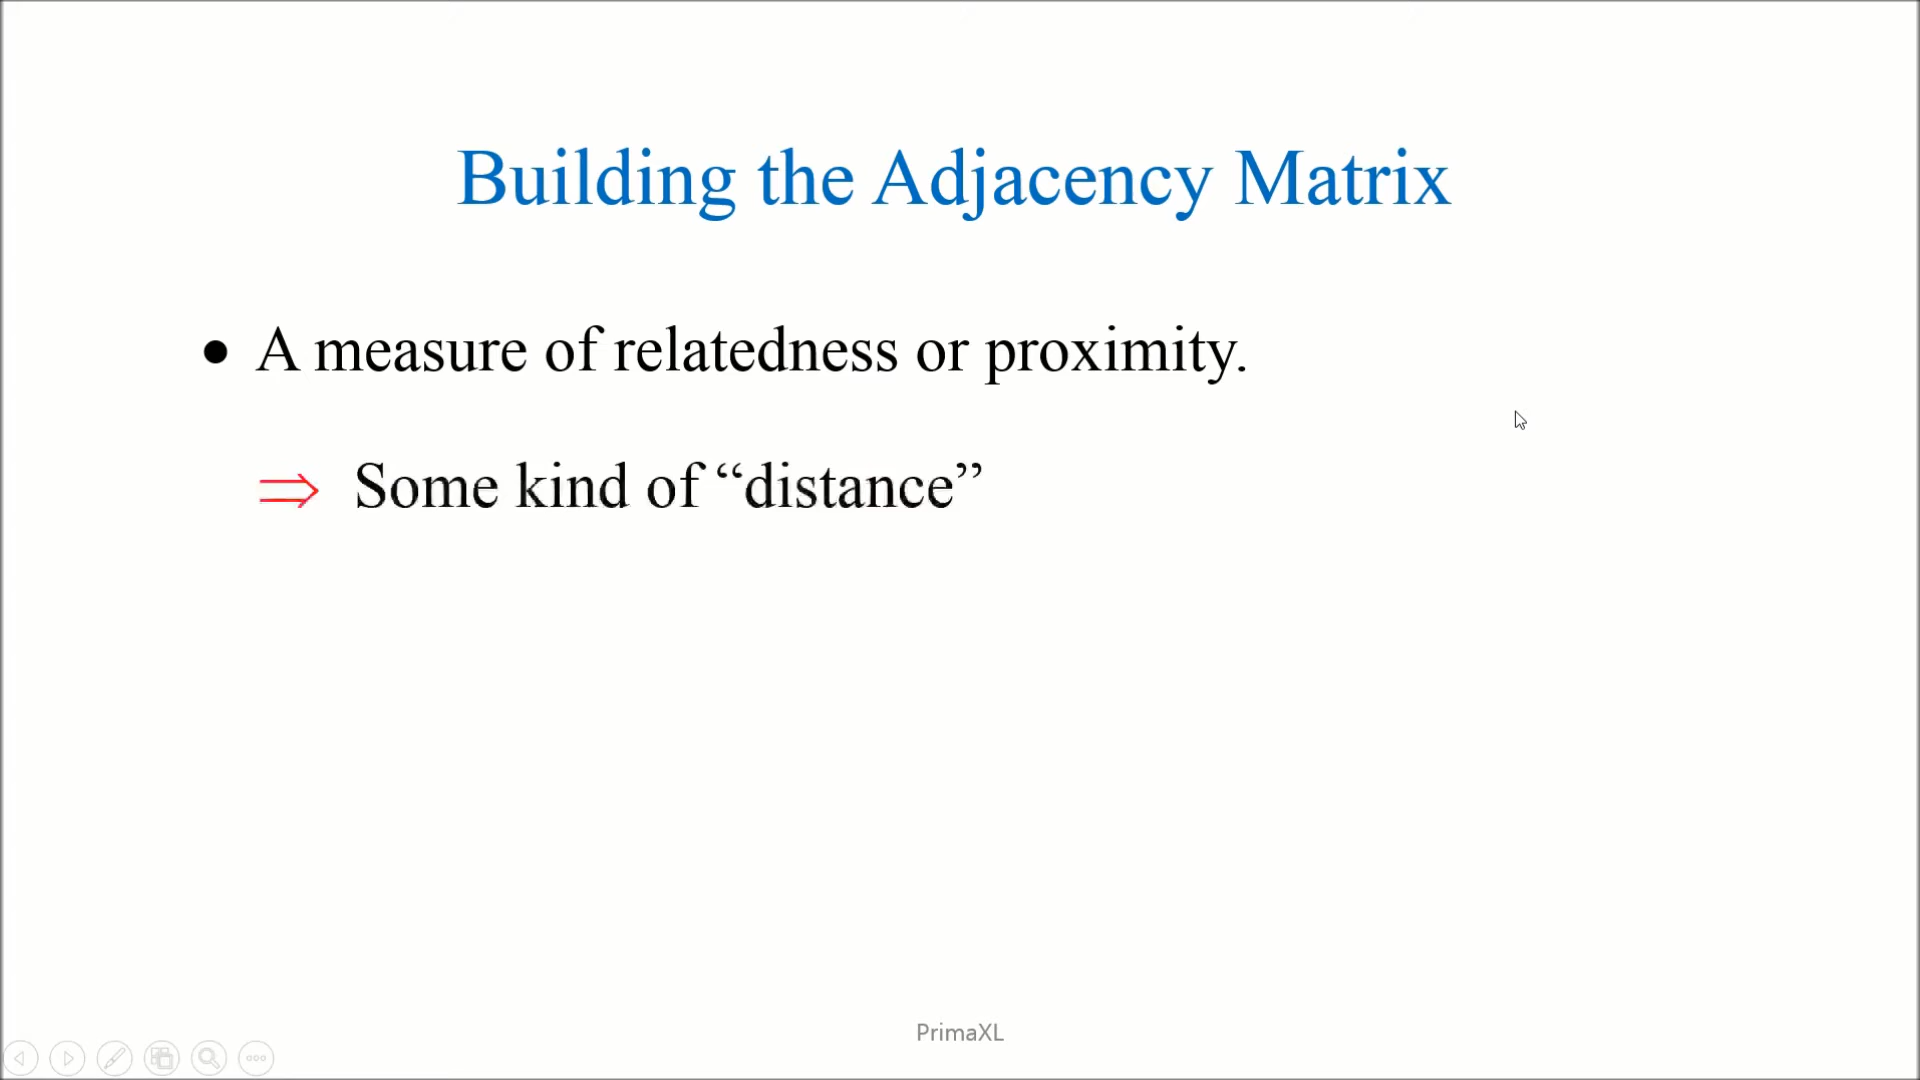 Building the Adjacency Matrix
• A measure of relatedness or proximity.
⇒ Some kind of “distance”
PrimaXL